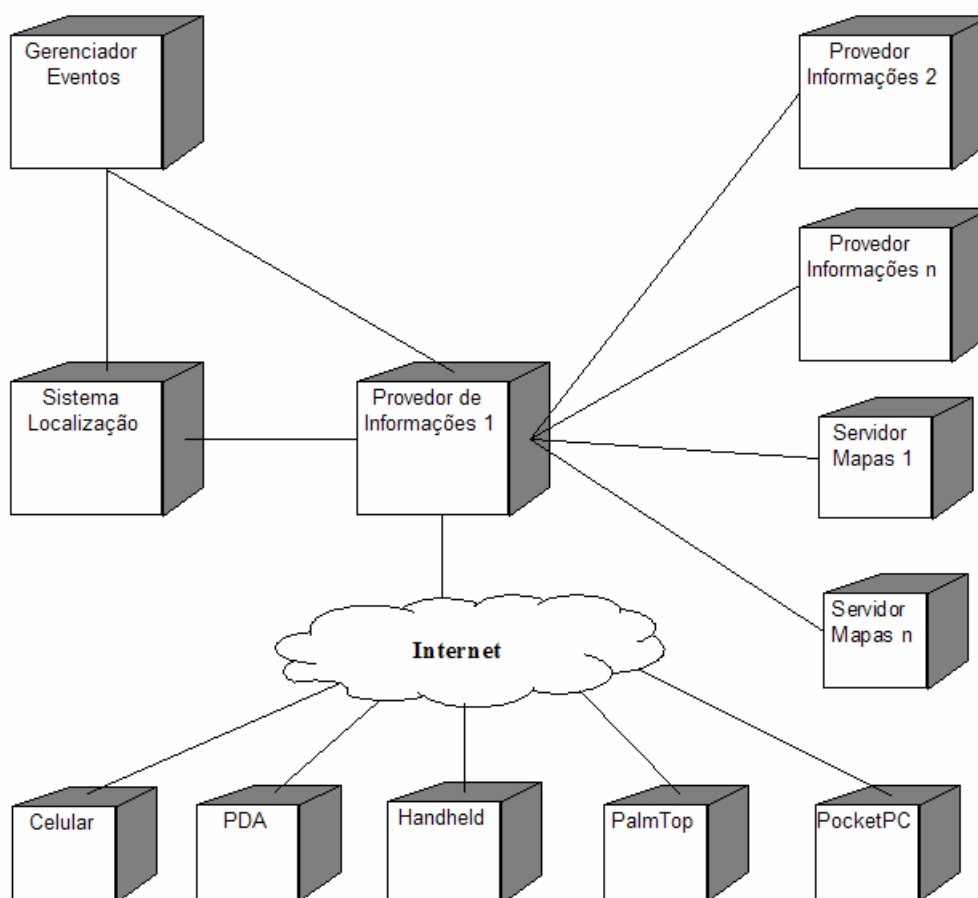 Gerenciador
Eventos
Provedor
Informações 2
Provedor
Informações n
Sistema
Localização
Provedor de
Informações 1
Servidor
Mapas 1
Servidor
Mapas n
Internet
Celular
PDA
Handheld
PalmTop
PocketPC